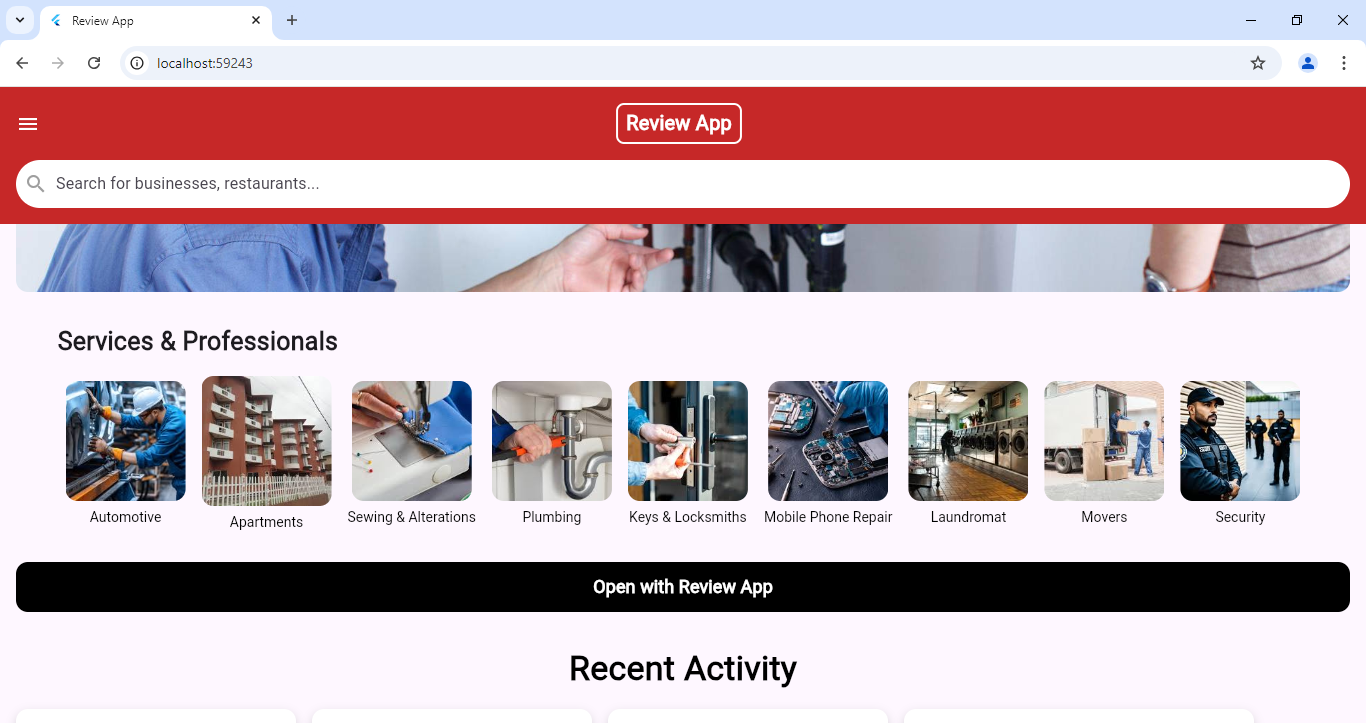 Review App
localhost:59243
Review App
Search for businesses, restaurants...
Services & Professionals
Automotive
Apartments
Sewing & Alterations
Plumbing
Keys & Locksmiths
Mobile Phone Repair
Laundromat
Movers
Security
Open with Review App
Recent Activity